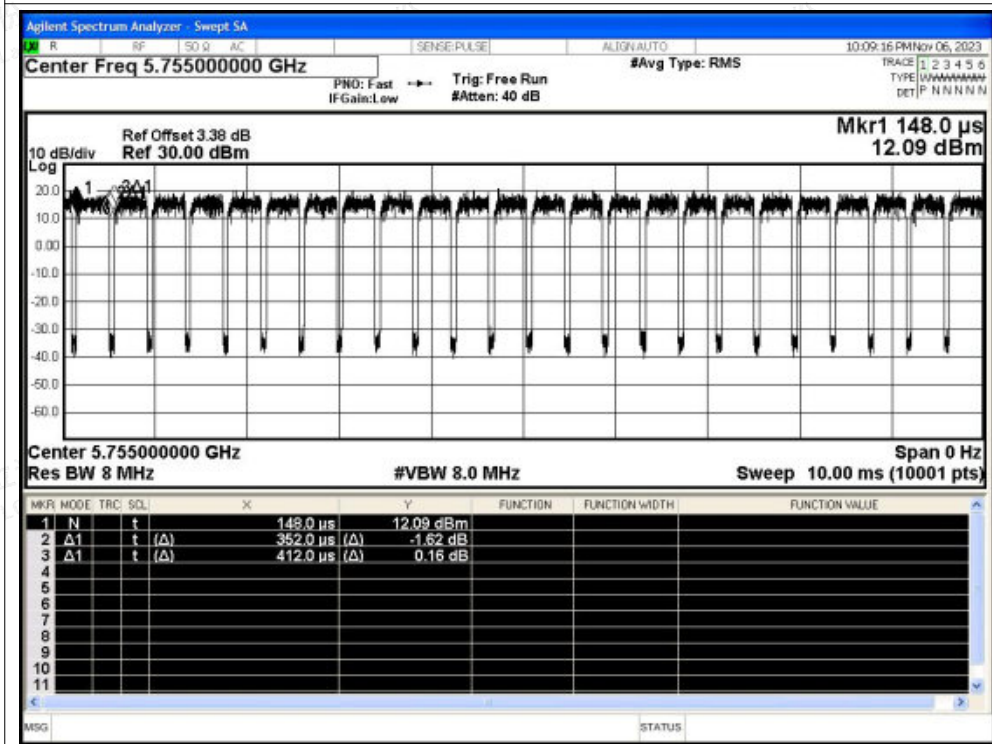 Agilent Spectrum Analyzer - Swept SA
LXI R RF 50 Ω AC SENSE:PULSE ALIGNAUTO 10:09:16 PM Nov 06, 2023
Center Freq 5.755000000 GHz #Avg Type: RMS TRACE 1 2 3 4 5 6
PNO: Fast Trig: Free Run TYPE WWWWWW
IFGain:Low #Atten: 40 dB DET P N N N N N
Mkr1 148.0 µs
Ref Offset 3.38 dB
10 dB/div Ref 30.00 dBm 12.09 dBm
Log
20.0 1 3Δ1
10.0
0.00
-10.0
-20.0
-30.0
-40.0
-50.0
-60.0
Center 5.755000000 GHz Span 0 Hz
Res BW 8 MHz #VBW 8.0 MHz Sweep 10.00 ms (10001 pts)
MKR MODE TRC SCL X Y FUNCTION FUNCTION WIDTH FUNCTION VALUE
1 N t 148.0 µs 12.09 dBm
2 Δ1 t (Δ) 352.0 µs (Δ) -1.62 dB
3 Δ1 t (Δ) 412.0 µs (Δ) 0.16 dB
4
5
6
7
8
9
10
11
MSG STATUS